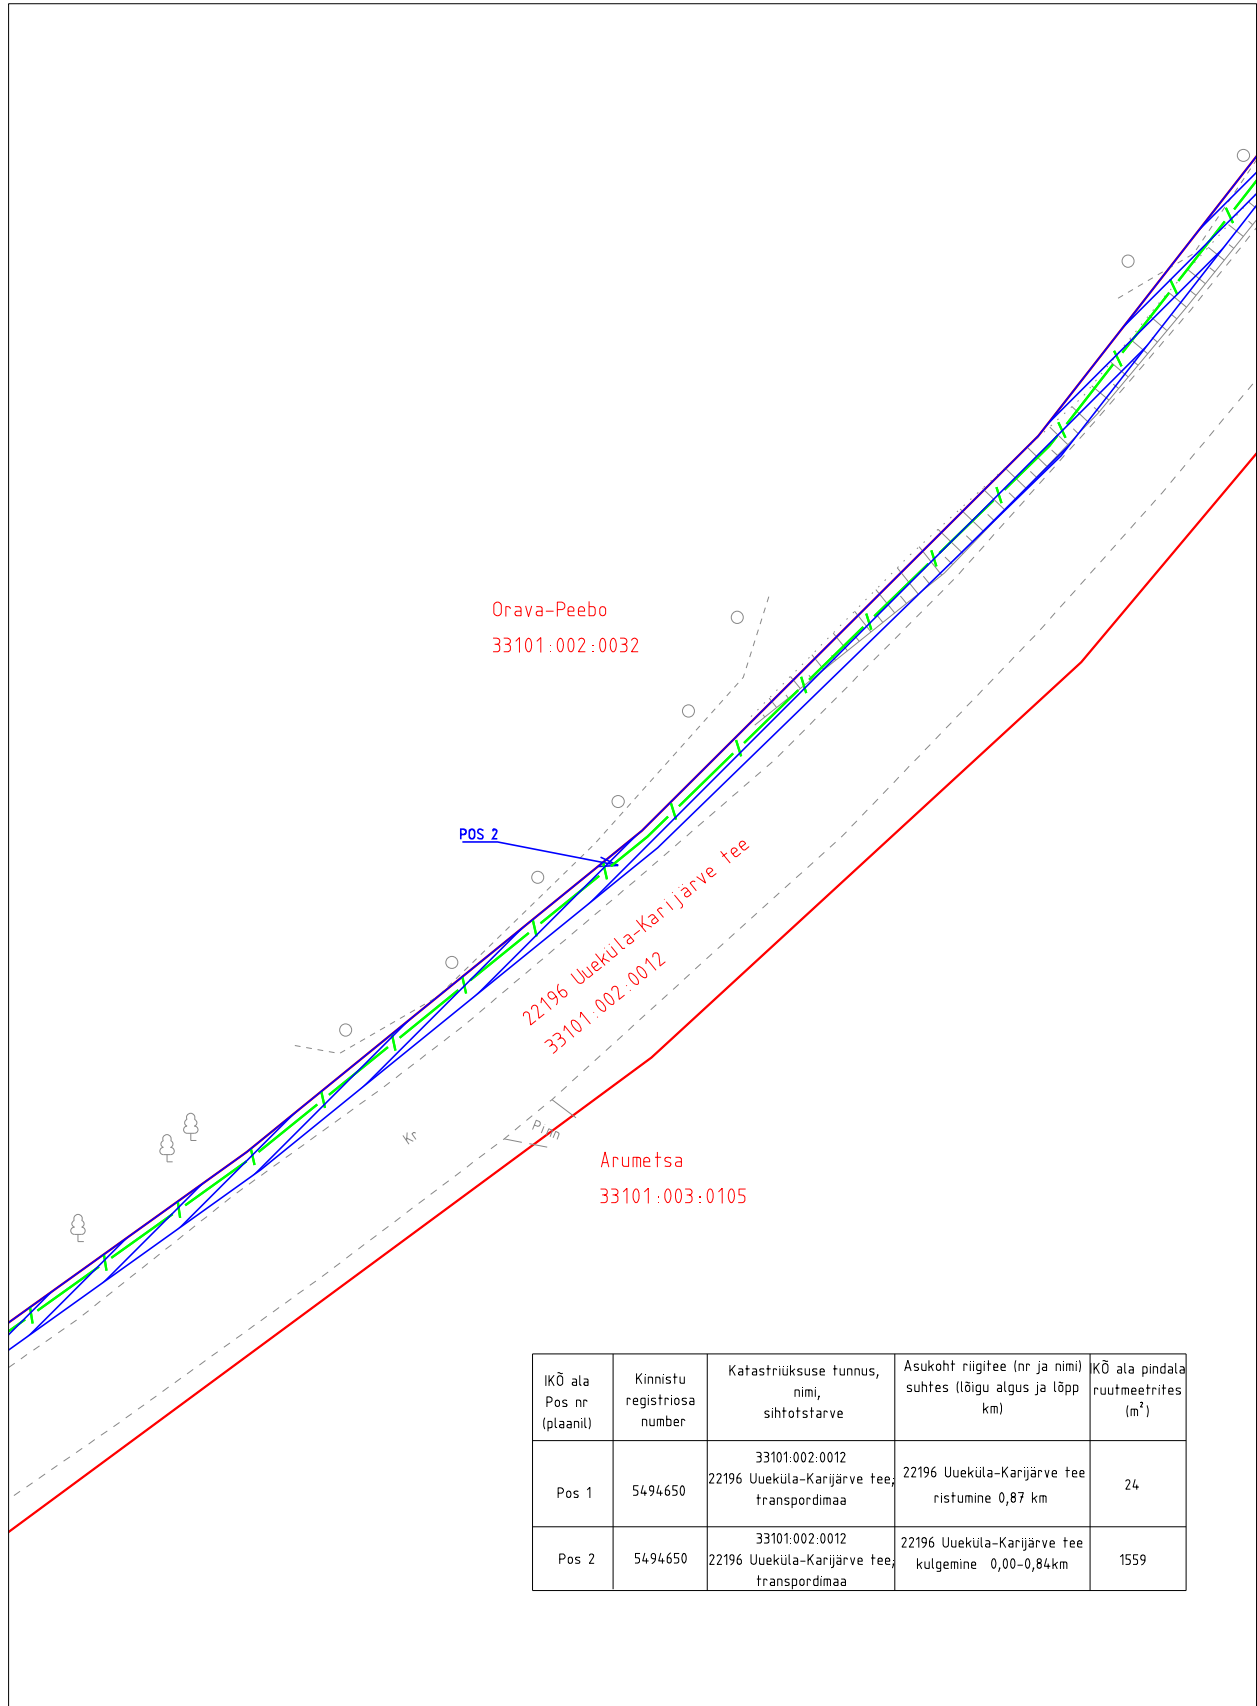 Orava-Peebo
33101:002:0032
POS 2
22196 Uueküla-Karijärve tee
33101:002:0012
Kr
Pinn
Arumetsa
33101:003:0105
IKÕ ala
Pos nr
(plaanil)
Kinnistu
registriosa
number
Katastriüksuse tunnus,
nimi,
sihtotstarve
Asukoht riigitee (nr ja nimi)
suhtes (lõigu algus ja lõpp
km)
IKÕ ala pindala
ruutmeetrites
(m²)
Pos 1
5494650
33101:002:0012
22196 Uueküla-Karijärve tee;
transpordimaa
22196 Uueküla-Karijärve tee
ristumine 0,87 km
24
Pos 2
5494650
33101:002:0012
22196 Uueküla-Karijärve tee;
transpordimaa
22196 Uueküla-Karijärve tee
kulgemine 0,00-0,84km
1559